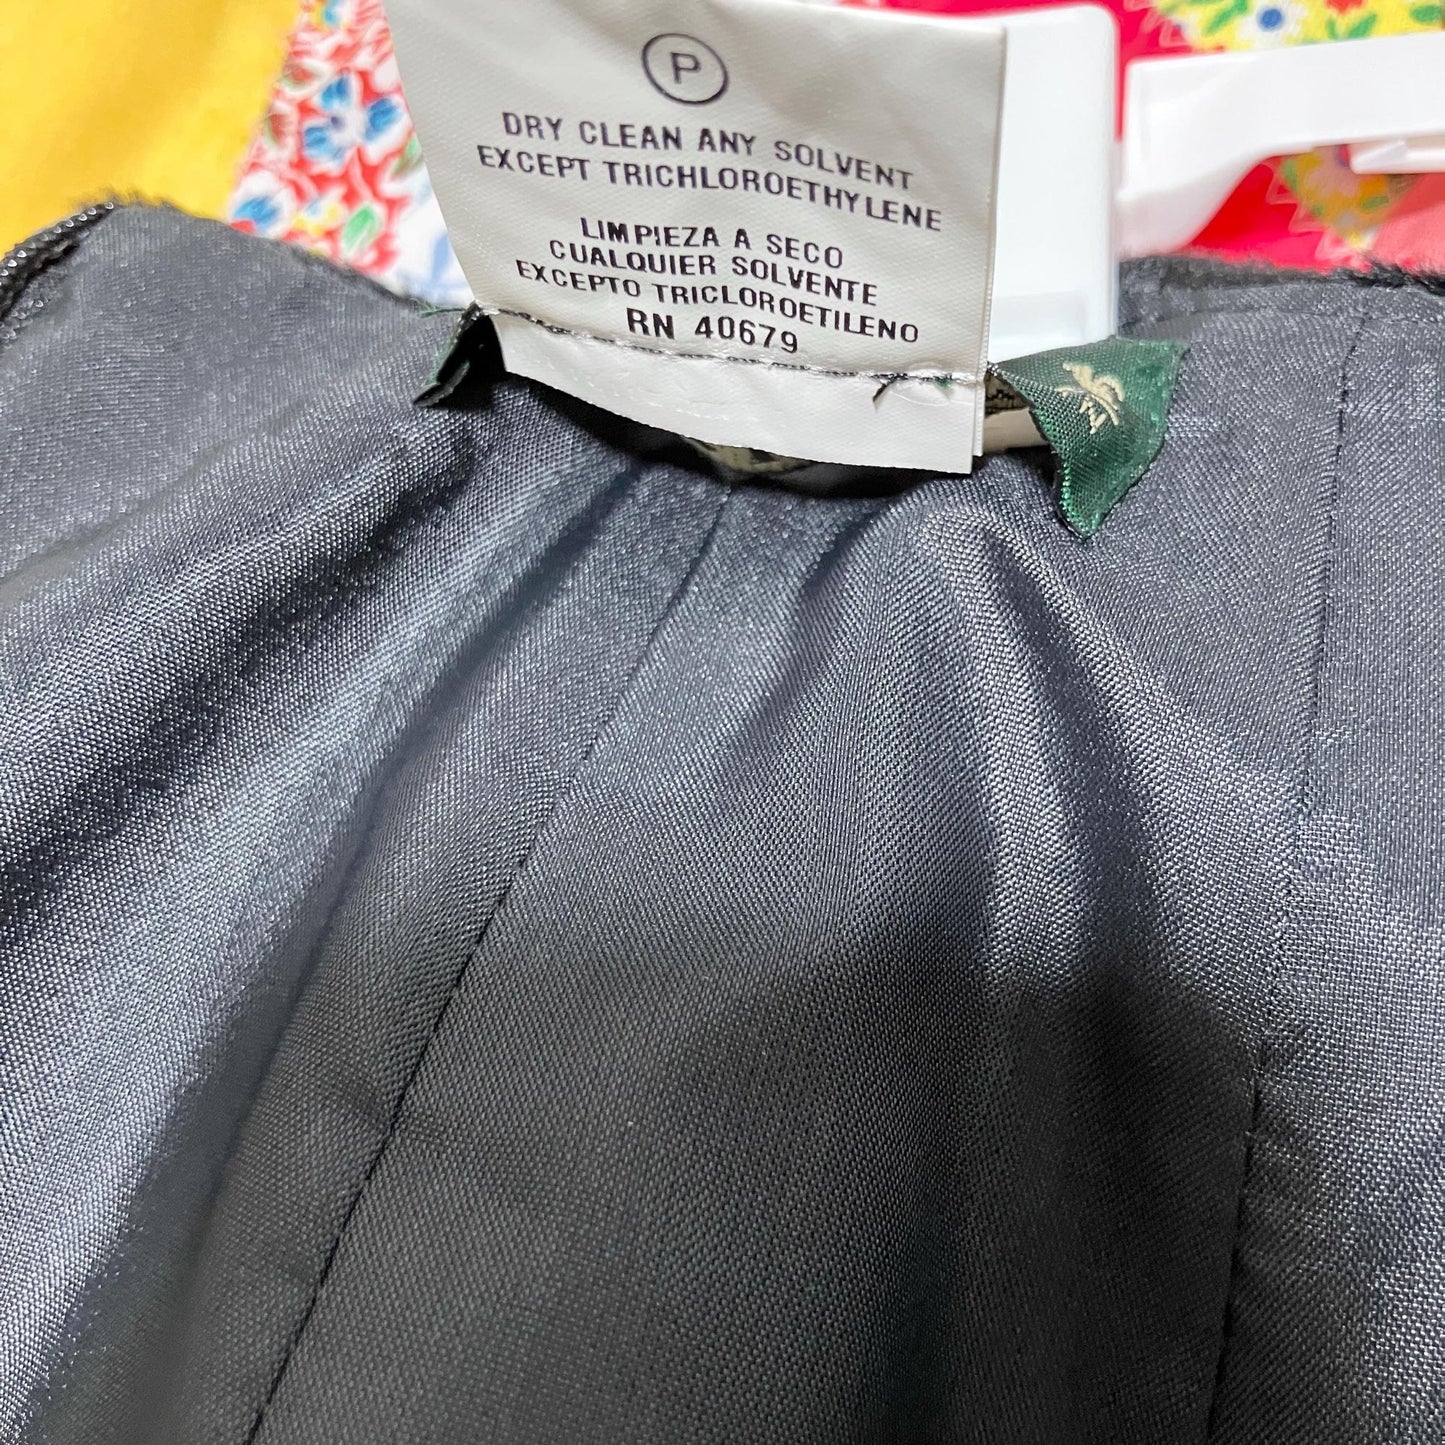 P
DRY CLEAN ANY SOLVENT
EXCEPT TRICHLOROETHYLENE
LIMPIEZA A SECO
CUALQUIER SOLVENTE
EXCEPTO TRICLOROETILENO
RN 40679